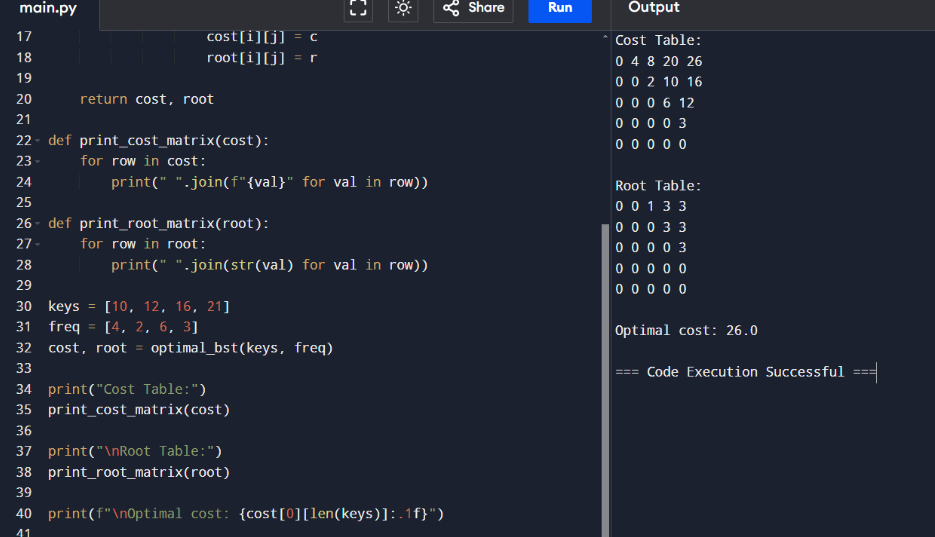 main.py
Share
Run
Output
17 cost[i][j] = c
18 root[i][j] = r
19
20 return cost, root
21
22 def print_cost_matrix(cost):
23 for row in cost:
24 print(" ".join(f"{val}" for val in row))
25
26 def print_root_matrix(root):
27 for row in root:
28 print(" ".join(str(val) for val in row))
29
30 keys = [10, 12, 16, 21]
31 freq = [4, 2, 6, 3]
32 cost, root = optimal_bst(keys, freq)
33
34 print("Cost Table:")
35 print_cost_matrix(cost)
36
37 print("\nRoot Table:")
38 print_root_matrix(root)
39
40 print(f"\nOptimal cost: {cost[0][len(keys)]:.1f}")
41
Cost Table:
0 4 8 20 26
0 0 2 10 16
0 0 0 6 12
0 0 0 0 3
0 0 0 0 0
Root Table:
0 0 1 3 3
0 0 0 3 3
0 0 0 0 3
0 0 0 0 0
0 0 0 0 0
Optimal cost: 26.0
=== Code Execution Successful ===